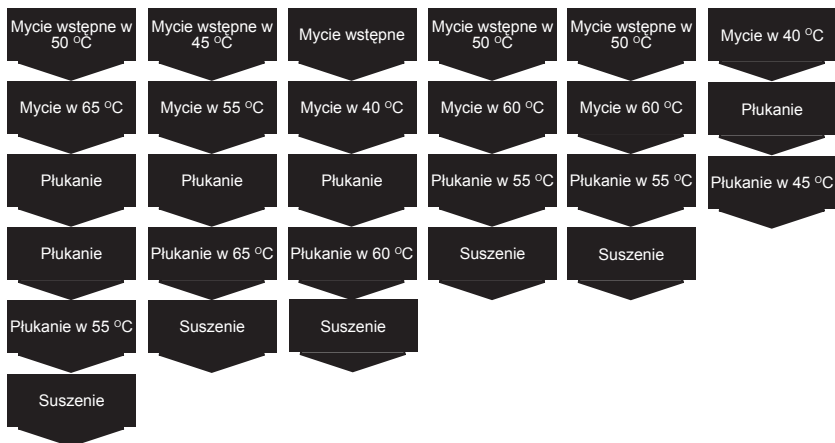 Mycie wstępne w
50 °C
Mycie w 65 °C
Płukanie
Płukanie
Płukanie w 55 °C
Suszenie
Mycie wstępne w
45 °C
Mycie w 55 °C
Płukanie
Płukanie w 65 °C
Suszenie
Mycie wstępne
Mycie w 40 °C
Płukanie
Płukanie w 60 °C
Suszenie
Mycie wstępne w
50 °C
Mycie w 60 °C
Płukanie w 55 °C
Suszenie
Mycie wstępne w
50 °C
Mycie w 60 °C
Płukanie w 55 °C
Suszenie
Mycie w 40 °C
Płukanie
Płukanie w 45 °C